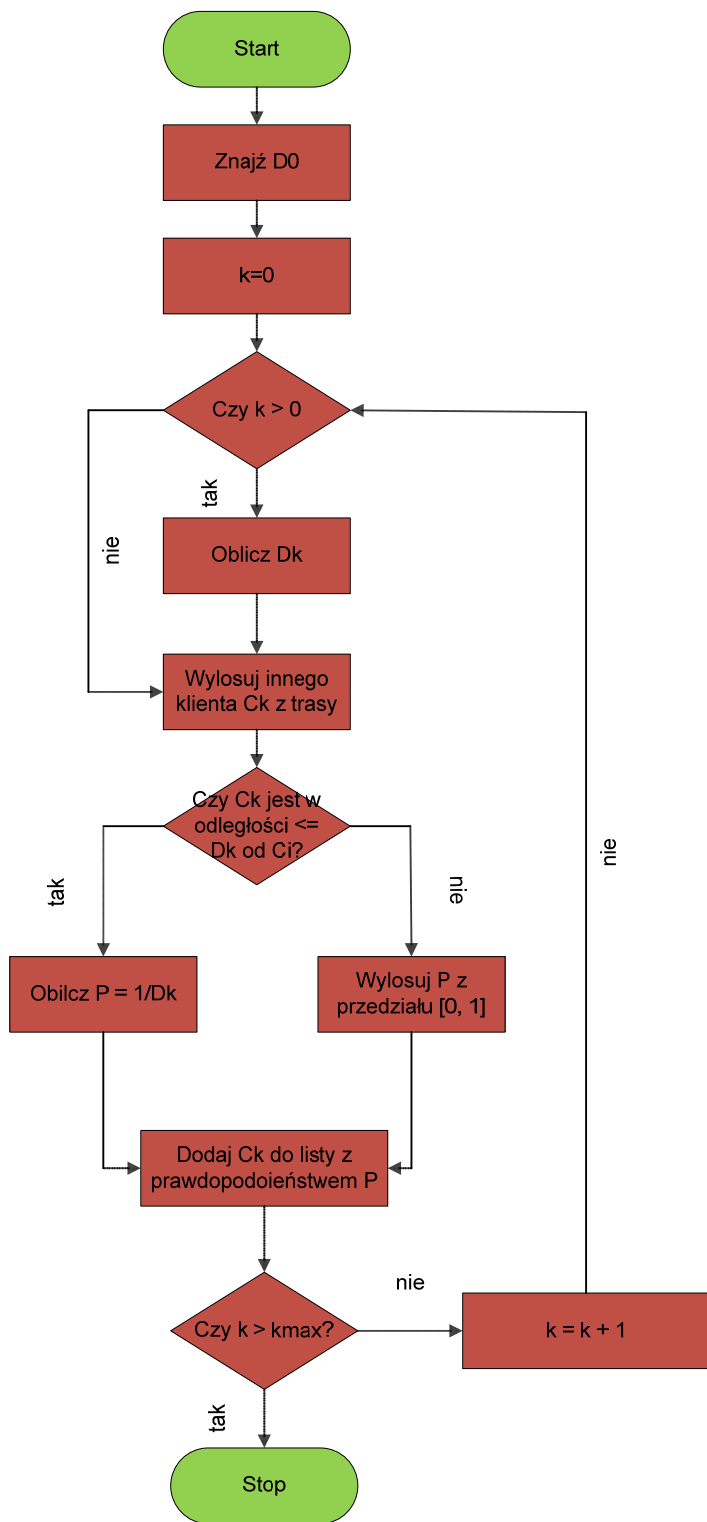 Start
Znajź D0
k=0
Czy k > 0
tak
nie
Oblicz Dk
Wylosuj innego
klienta Ck z trasy
Czy Ck jest w
odległości <=
Dk od Ci?
tak
nie
nie
Obilcz P = 1/Dk
Wylosuj P z
przedziału [0, 1]
Dodaj Ck do listy z
prawdopodoieństwem P
Czy k > kmax?
nie
k = k + 1
tak
Stop